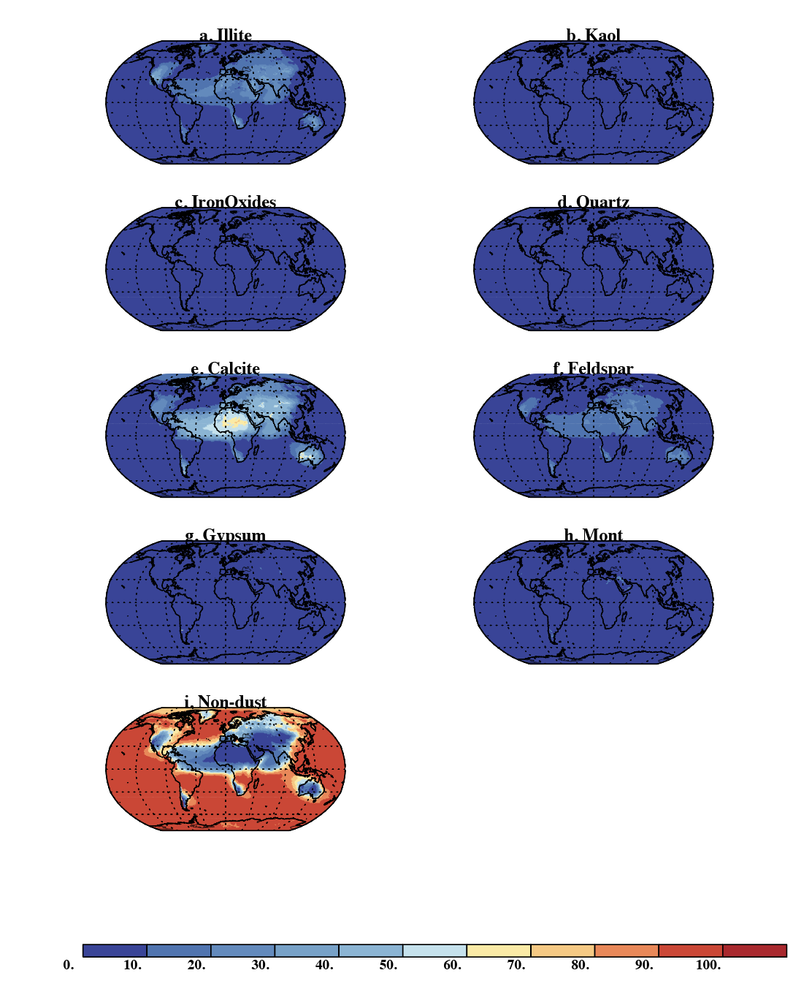 a. Illite
b. Kaol
c. IronOxides
d. Quartz
e. Calcite
f. Feldspar
g. Gypsum
h. Mont
i. Non-dust
0. 10. 20. 30. 40. 50. 60. 70. 80. 90. 100.